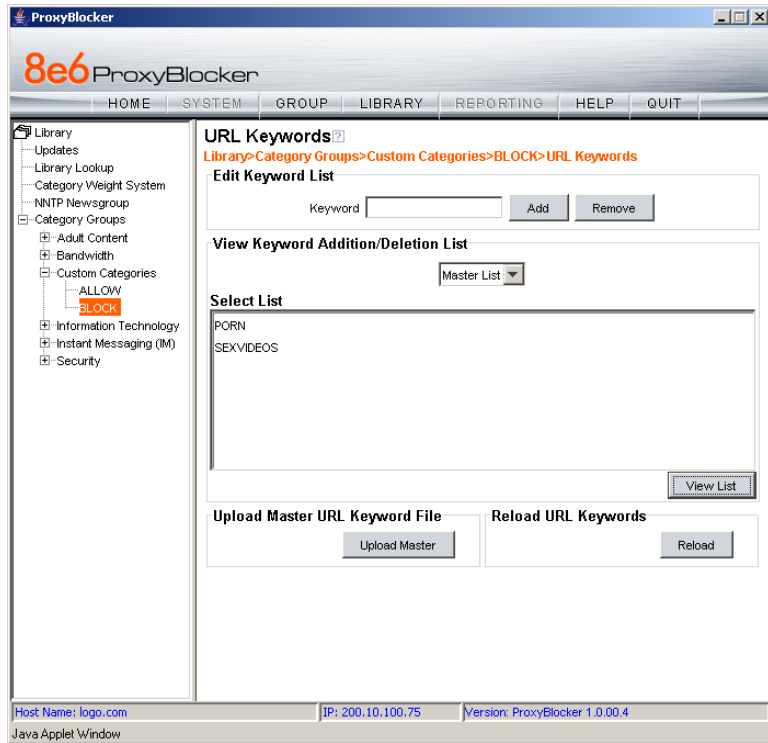 ProxyBlocker
8e6 ProxyBlocker
HOME SYSTEM GROUP LIBRARY REPORTING HELP QUIT
Library
Updates
Library Lookup
Category Weight System
NNTP Newsgroup
Category Groups
Adult Content
Bandwidth
Custom Categories
ALLOW
BLOCK
Information Technology
Instant Messaging (IM)
Security
URL Keywords?
Library>Category Groups>Custom Categories>BLOCK>URL Keywords
Edit Keyword List
Keyword Add Remove
View Keyword Addition/Deletion List
Master List
Select List
PORN
SEXVIDEOS
View List
Upload Master URL Keyword File
Upload Master
Reload URL Keywords
Reload
Host Name: logo.com IP: 200.10.100.75 Version: ProxyBlocker 1.0.00.4
Java Applet Window